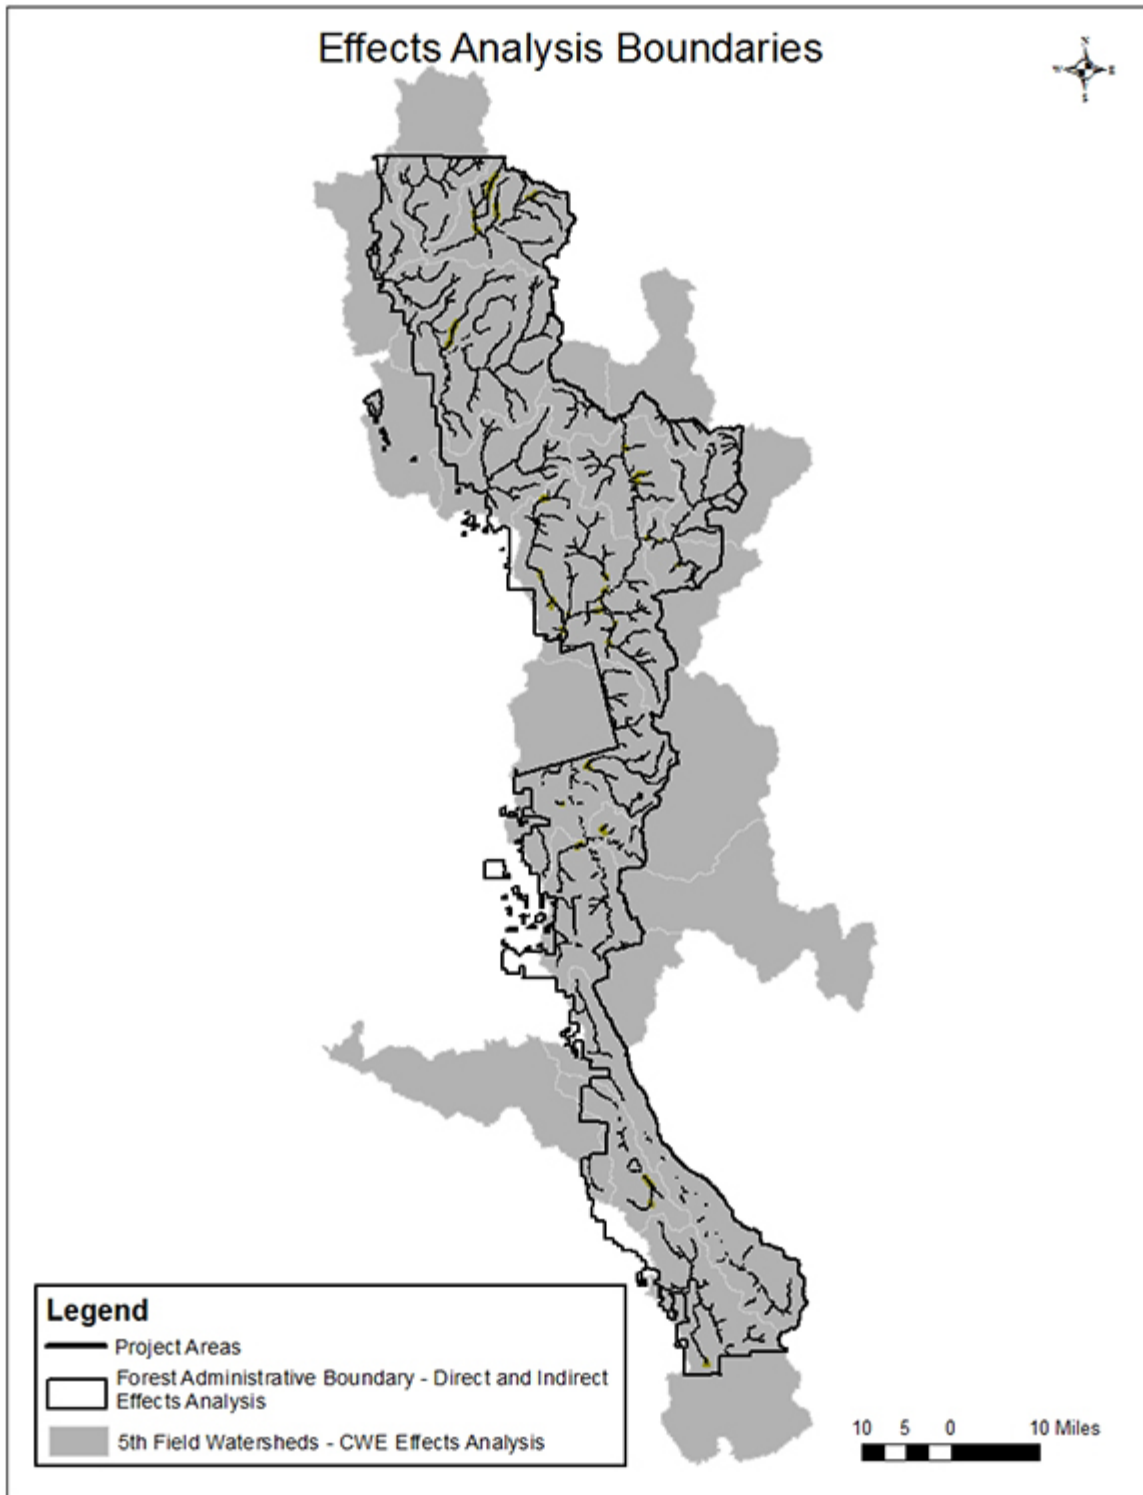 Effects Analysis Boundaries
N
W E
S
Legend
Project Areas
Forest Administrative Boundary - Direct and Indirect
Effects Analysis
5th Field Watersheds - CWE Effects Analysis
10 5 0 10 Miles